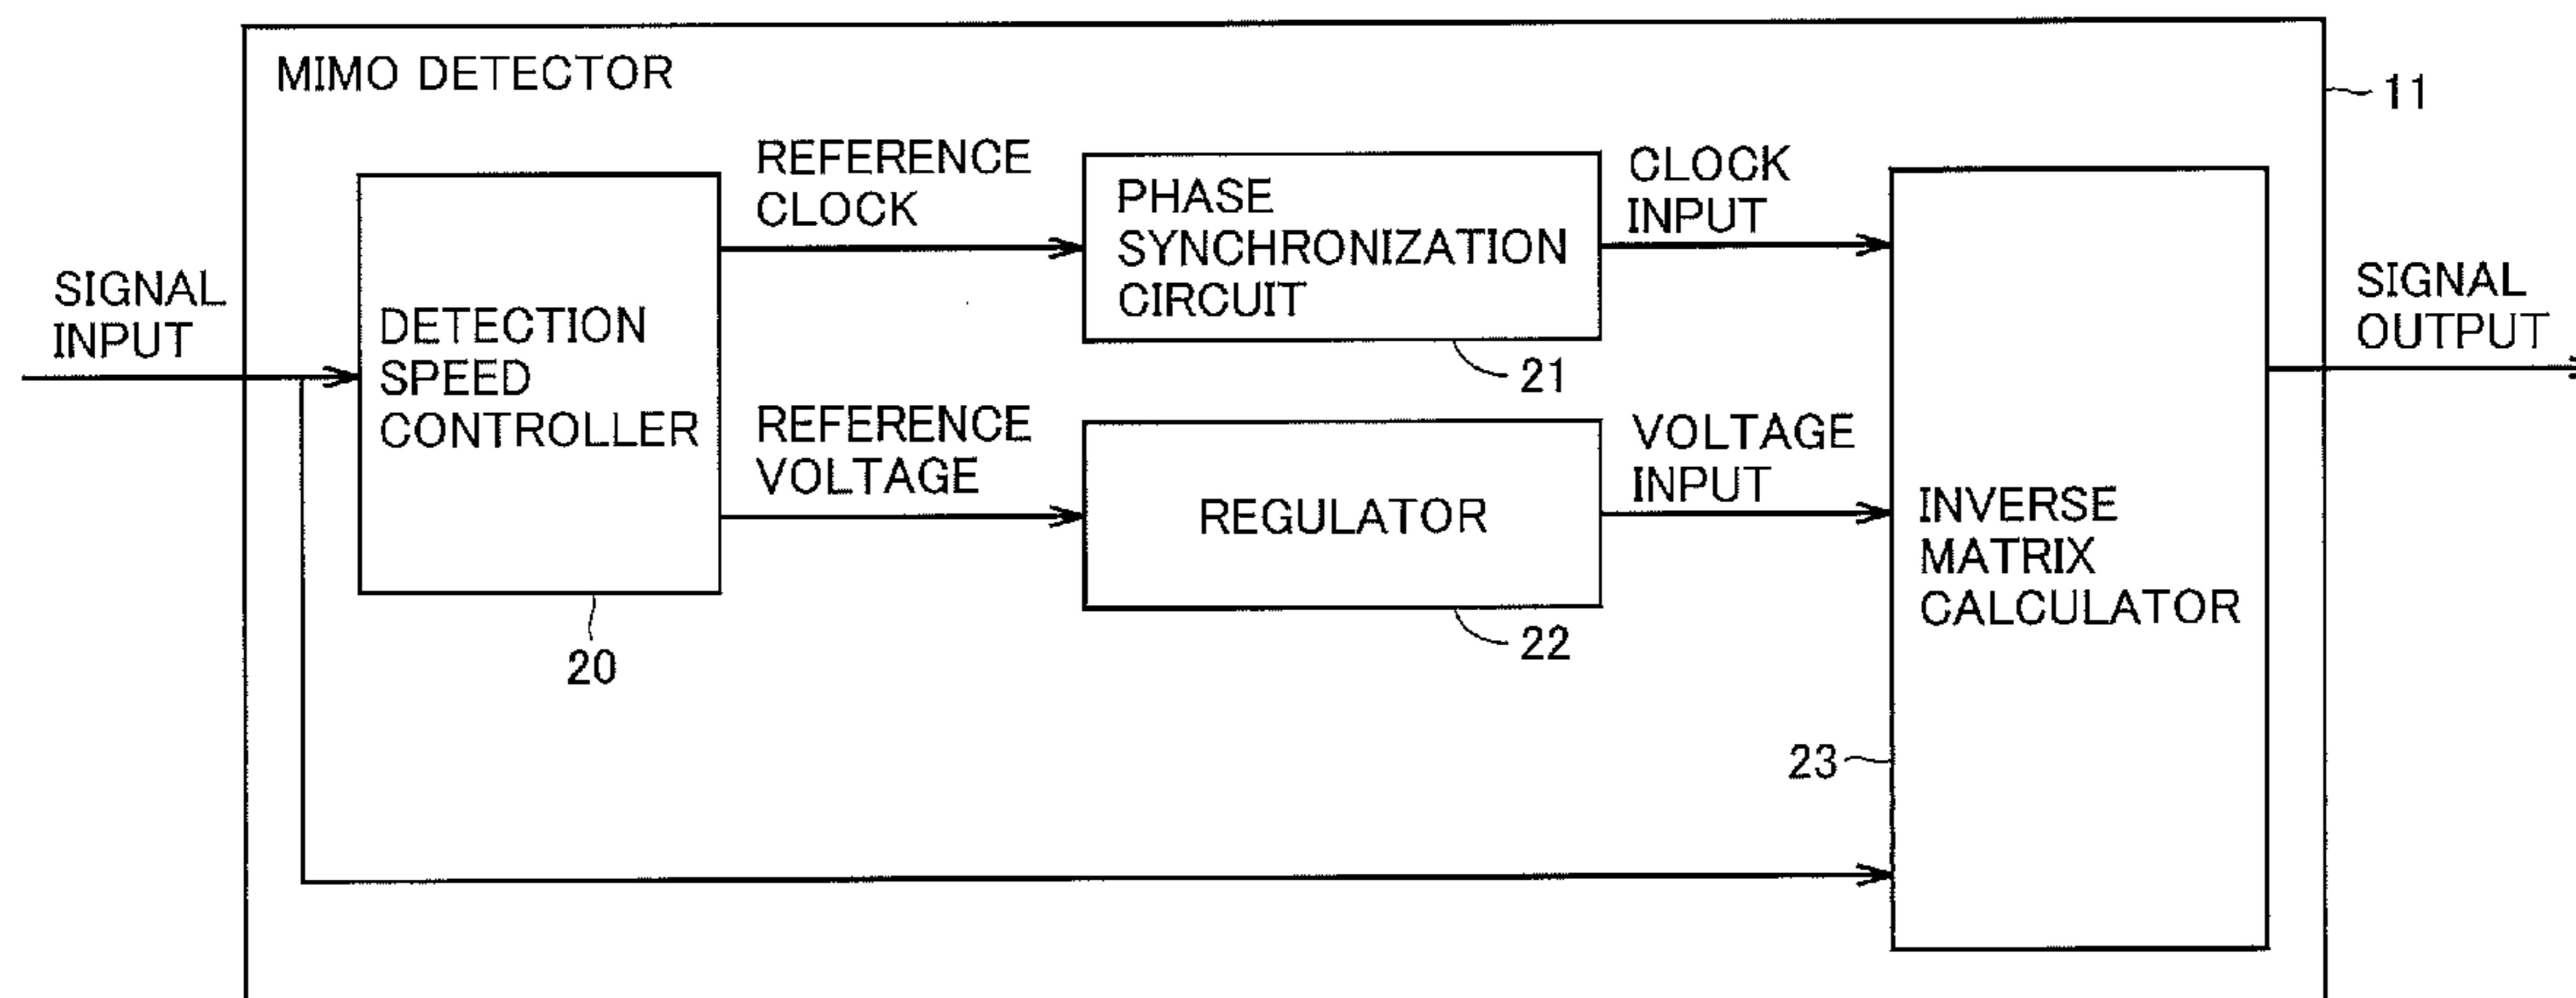 MIMO DETECTOR
11
SIGNAL
INPUT
DETECTION
SPEED
CONTROLLER
20
REFERENCE
CLOCK
PHASE
SYNCHRONIZATION
CIRCUIT
21
CLOCK
INPUT
REFERENCE
VOLTAGE
REGULATOR
22
VOLTAGE
INPUT
INVERSE
MATRIX
CALCULATOR
23
SIGNAL
OUTPUT